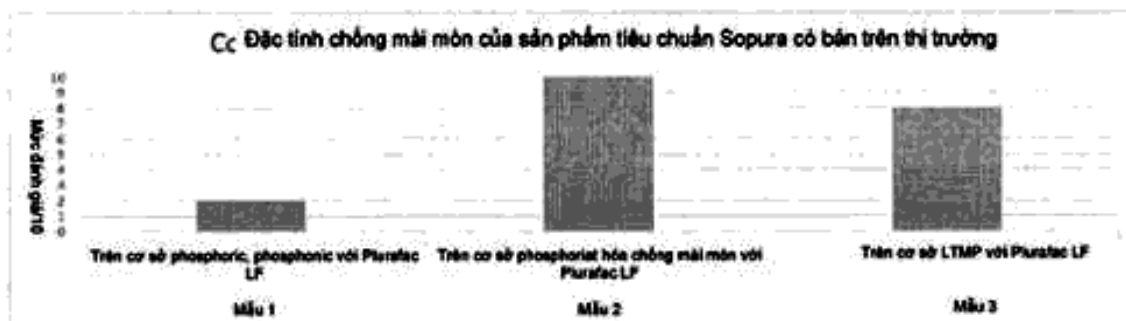 Cc Đặc tính chống mài mòn của sản phẩm tiêu chuẩn Sopura có bán trên thị trường
Mức đánh giá/10
10
9
8
7
6
5
4
3
2
1
0
Trên cơ sở phosphoric, phosphonic với Plurafac LF
Trên cơ sở phosphoriat hóa chống mài mòn với Plurafac LF
Trên cơ sở LTMP với Plurafac LF
Mẫu 1
Mẫu 2
Mẫu 3